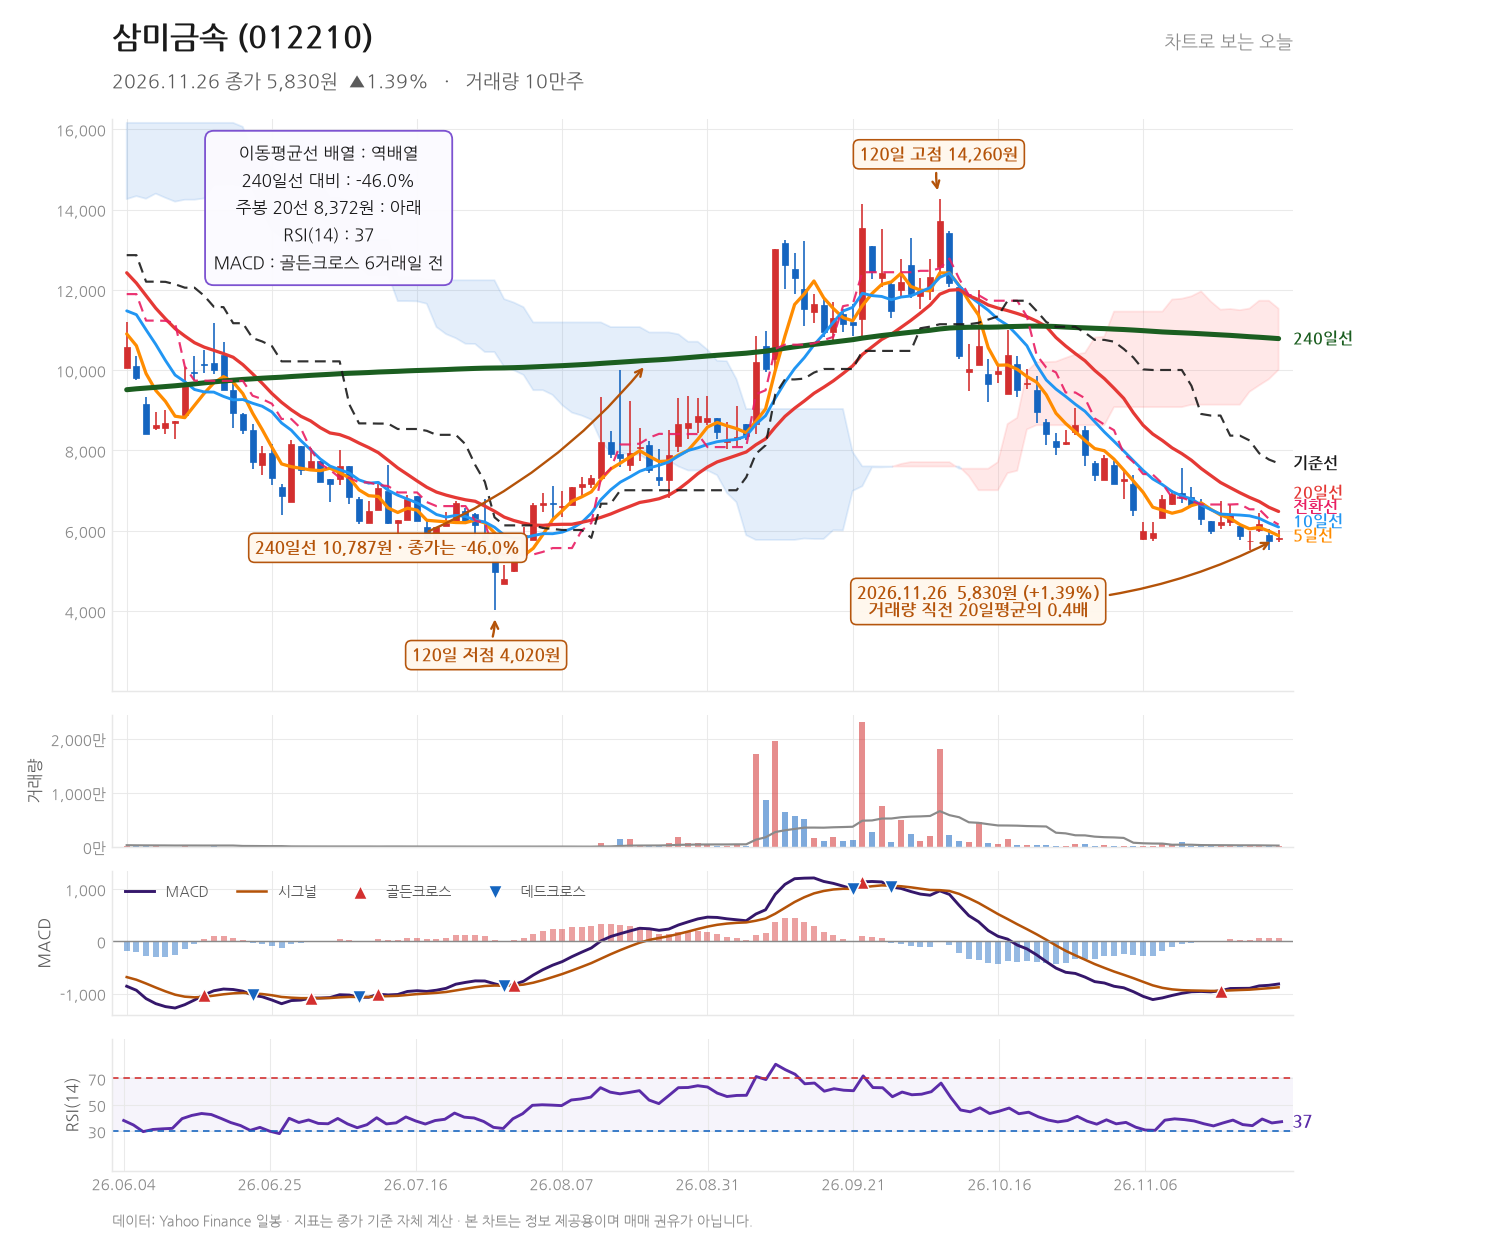 삼미금속 (012210)
차트로 보는 오늘
2026.11.26 종가 5,830원 ▲1.39% · 거래량 10만주
16,000
14,000
12,000
10,000
8,000
6,000
4,000
이동평균선 배열 : 역배열
240일선 대비 : -46.0%
주봉 20선 8,372원 : 아래
RSI(14) : 37
MACD : 골든크로스 6거래일 전
120일 고점 14,260원
240일선
기준선
20일선
전환선
10일선
5일선
240일선 10,787원 · 종가는 -46.0%
2026.11.26 5,830원 (+1.39%)
거래량 직전 20일평균의 0.4배
120일 저점 4,020원
거래량
2,000만
1,000만
0만
MACD
1,000
0
-1,000
MACD 시그널 골든크로스 데드크로스
RSI(14)
70
50
30
37
26.06.04 26.06.25 26.07.16 26.08.07 26.08.31 26.09.21 26.10.16 26.11.06
데이터: Yahoo Finance 일봉 · 지표는 종가 기준 자체 계산 · 본 차트는 정보 제공용이며 매매 권유가 아닙니다.